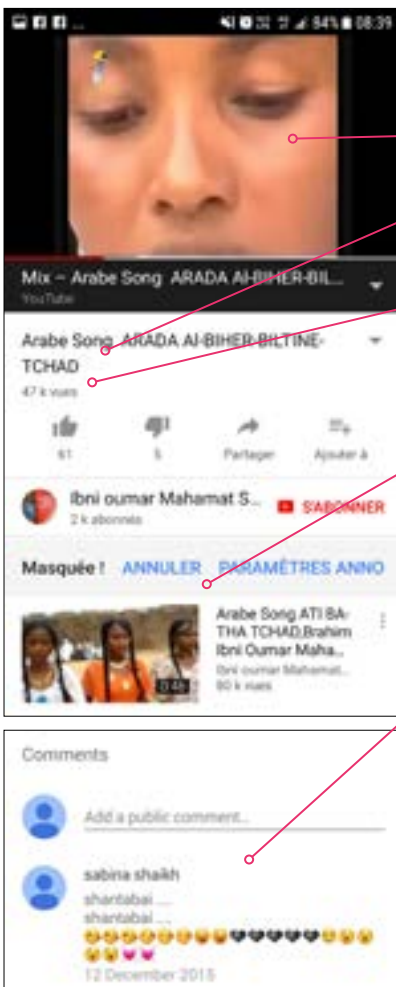 84% 08:39
Mix – Arabe Song ARADA Al-BIHER-BIL...
YouTube
Arabe Song ARADA Al-BIHER-BILTINE-
TCHAD
47 k vues
61 5 Partager Ajouter à
Ibni oumar Mahamat S... S'ABONNER
2 k abonnés
Masquée ! ANNULER PARAMÈTRES ANNO
Arabe Song ATI BA-
THA TCHAD,Brahim
Ibni Oumar Maha...
Ibni oumar Mahamat...
80 k vues
0:46
Comments
Add a public comment...
sabina shaikh
shantabai ....
shantabai ....
🤣🤣🤣🤣🤣🤣😝😝🖤🖤🖤🖤🖤
12 December 2015